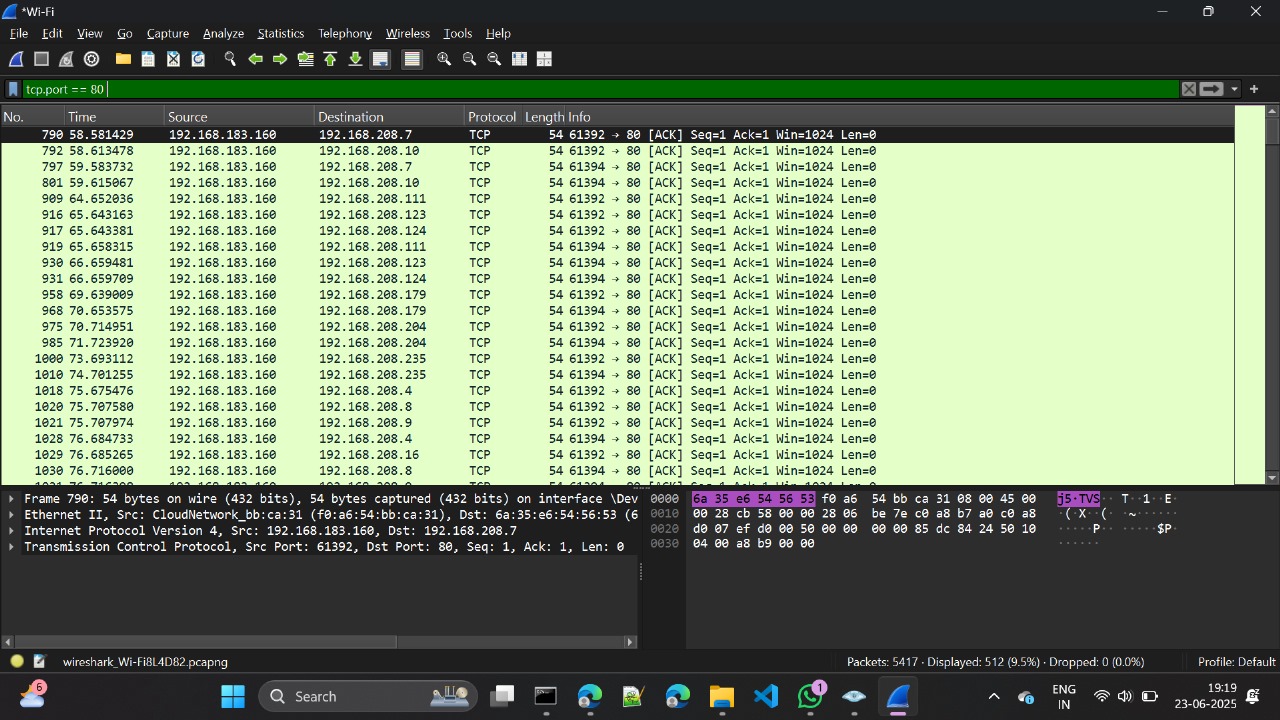 *Wi-Fi
File Edit View Go Capture Analyze Statistics Telephony Wireless Tools Help
tcp.port == 80
No. Time Source Destination Protocol Length Info
790 58.581429 192.168.183.160 192.168.208.7 TCP 54 61392 → 80 [ACK] Seq=1 Ack=1 Win=1024 Len=0
792 58.613478 192.168.183.160 192.168.208.10 TCP 54 61392 → 80 [ACK] Seq=1 Ack=1 Win=1024 Len=0
797 59.583732 192.168.183.160 192.168.208.7 TCP 54 61394 → 80 [ACK] Seq=1 Ack=1 Win=1024 Len=0
801 59.615067 192.168.183.160 192.168.208.10 TCP 54 61394 → 80 [ACK] Seq=1 Ack=1 Win=1024 Len=0
909 64.652036 192.168.183.160 192.168.208.111 TCP 54 61392 → 80 [ACK] Seq=1 Ack=1 Win=1024 Len=0
916 65.643163 192.168.183.160 192.168.208.123 TCP 54 61392 → 80 [ACK] Seq=1 Ack=1 Win=1024 Len=0
917 65.643381 192.168.183.160 192.168.208.124 TCP 54 61392 → 80 [ACK] Seq=1 Ack=1 Win=1024 Len=0
919 65.658315 192.168.183.160 192.168.208.111 TCP 54 61394 → 80 [ACK] Seq=1 Ack=1 Win=1024 Len=0
930 66.659481 192.168.183.160 192.168.208.123 TCP 54 61394 → 80 [ACK] Seq=1 Ack=1 Win=1024 Len=0
931 66.659709 192.168.183.160 192.168.208.124 TCP 54 61394 → 80 [ACK] Seq=1 Ack=1 Win=1024 Len=0
958 69.639009 192.168.183.160 192.168.208.179 TCP 54 61392 → 80 [ACK] Seq=1 Ack=1 Win=1024 Len=0
968 70.653575 192.168.183.160 192.168.208.179 TCP 54 61394 → 80 [ACK] Seq=1 Ack=1 Win=1024 Len=0
975 70.714951 192.168.183.160 192.168.208.204 TCP 54 61392 → 80 [ACK] Seq=1 Ack=1 Win=1024 Len=0
985 71.723920 192.168.183.160 192.168.208.204 TCP 54 61394 → 80 [ACK] Seq=1 Ack=1 Win=1024 Len=0
1000 73.693112 192.168.183.160 192.168.208.235 TCP 54 61392 → 80 [ACK] Seq=1 Ack=1 Win=1024 Len=0
1010 74.701255 192.168.183.160 192.168.208.235 TCP 54 61394 → 80 [ACK] Seq=1 Ack=1 Win=1024 Len=0
1018 75.675476 192.168.183.160 192.168.208.4 TCP 54 61392 → 80 [ACK] Seq=1 Ack=1 Win=1024 Len=0
1020 75.707580 192.168.183.160 192.168.208.8 TCP 54 61392 → 80 [ACK] Seq=1 Ack=1 Win=1024 Len=0
1021 75.707974 192.168.183.160 192.168.208.9 TCP 54 61392 → 80 [ACK] Seq=1 Ack=1 Win=1024 Len=0
1028 76.684733 192.168.183.160 192.168.208.4 TCP 54 61394 → 80 [ACK] Seq=1 Ack=1 Win=1024 Len=0
1029 76.685265 192.168.183.160 192.168.208.16 TCP 54 61392 → 80 [ACK] Seq=1 Ack=1 Win=1024 Len=0
1030 76.716000 192.168.183.160 192.168.208.8 TCP 54 61394 → 80 [ACK] Seq=1 Ack=1 Win=1024 Len=0
Frame 790: 54 bytes on wire (432 bits), 54 bytes captured (432 bits) on interface \Dev
Ethernet II, Src: CloudNetwork_bb:ca:31 (f0:a6:54:bb:ca:31), Dst: 6a:35:e6:54:56:53 (6
Internet Protocol Version 4, Src: 192.168.183.160, Dst: 192.168.208.7
Transmission Control Protocol, Src Port: 61392, Dst Port: 80, Seq: 1, Ack: 1, Len: 0
0000 6a 35 e6 54 56 53 f0 a6 54 bb ca 31 08 00 45 00 j5·TVS·· T··1··E·
0010 00 28 cb 58 00 00 28 06 be 7e c0 a8 b7 a0 c0 a8 ·(·X··(· ·~······
0020 d0 07 ef d0 00 50 00 00 00 00 85 dc 84 24 50 10 ·····P·· ·····$P·
0030 04 00 a8 b9 00 00 ······
wireshark_Wi-Fi8L4D82.pcapng
Packets: 5417 · Displayed: 512 (9.5%) · Dropped: 0 (0.0%)
Profile: Default
6
Search
1
ENG
IN
19:19
23-06-2025